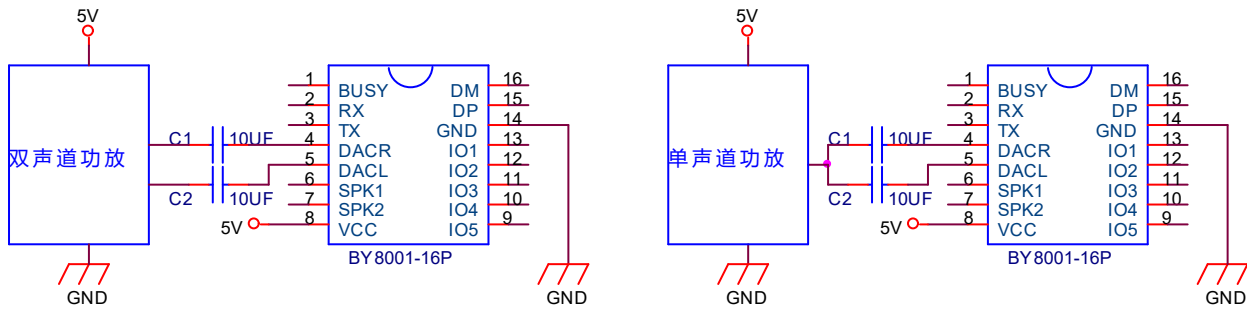 5V
双声道功放
C1 10UF
C2 10UF
5V
1 BUSY DM 16
2 RX DP 15
3 TX GND 14
4 DACR IO1 13
5 DACL IO2 12
6 SPK1 IO3 11
7 SPK2 IO4 10
8 VCC IO5 9
BY8001-16P
GND
GND
5V
单声道功放
C1 10UF
C2 10UF
5V
1 BUSY DM 16
2 RX DP 15
3 TX GND 14
4 DACR IO1 13
5 DACL IO2 12
6 SPK1 IO3 11
7 SPK2 IO4 10
8 VCC IO5 9
BY8001-16P
GND
GND